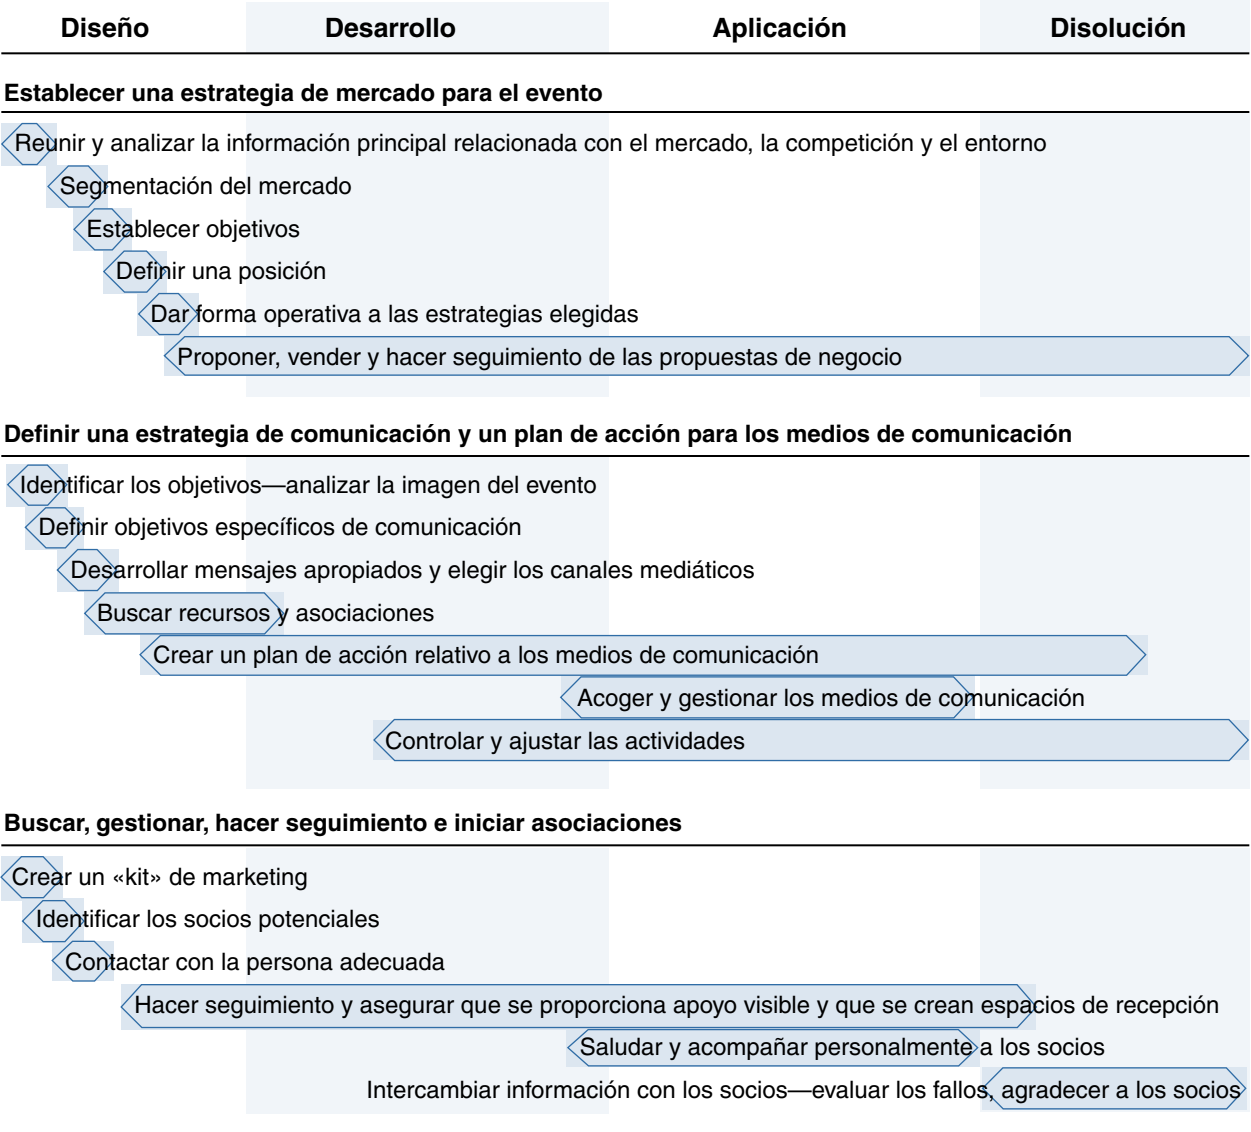 Diseño Desarrollo Aplicación Disolución
Establecer una estrategia de mercado para el evento
Reunir y analizar la información principal relacionada con el mercado, la competición y el entorno
Segmentación del mercado
Establecer objetivos
Definir una posición
Dar forma operativa a las estrategias elegidas
Proponer, vender y hacer seguimiento de las propuestas de negocio
Definir una estrategia de comunicación y un plan de acción para los medios de comunicación
Identificar los objetivos—analizar la imagen del evento
Definir objetivos específicos de comunicación
Desarrollar mensajes apropiados y elegir los canales mediáticos
Buscar recursos y asociaciones
Crear un plan de acción relativo a los medios de comunicación
Acoger y gestionar los medios de comunicación
Controlar y ajustar las actividades
Buscar, gestionar, hacer seguimiento e iniciar asociaciones
Crear un «kit» de marketing
Identificar los socios potenciales
Contactar con la persona adecuada
Hacer seguimiento y asegurar que se proporciona apoyo visible y que se crean espacios de recepción
Saludar y acompañar personalmente a los socios
Intercambiar información con los socios—evaluar los fallos, agradecer a los socios